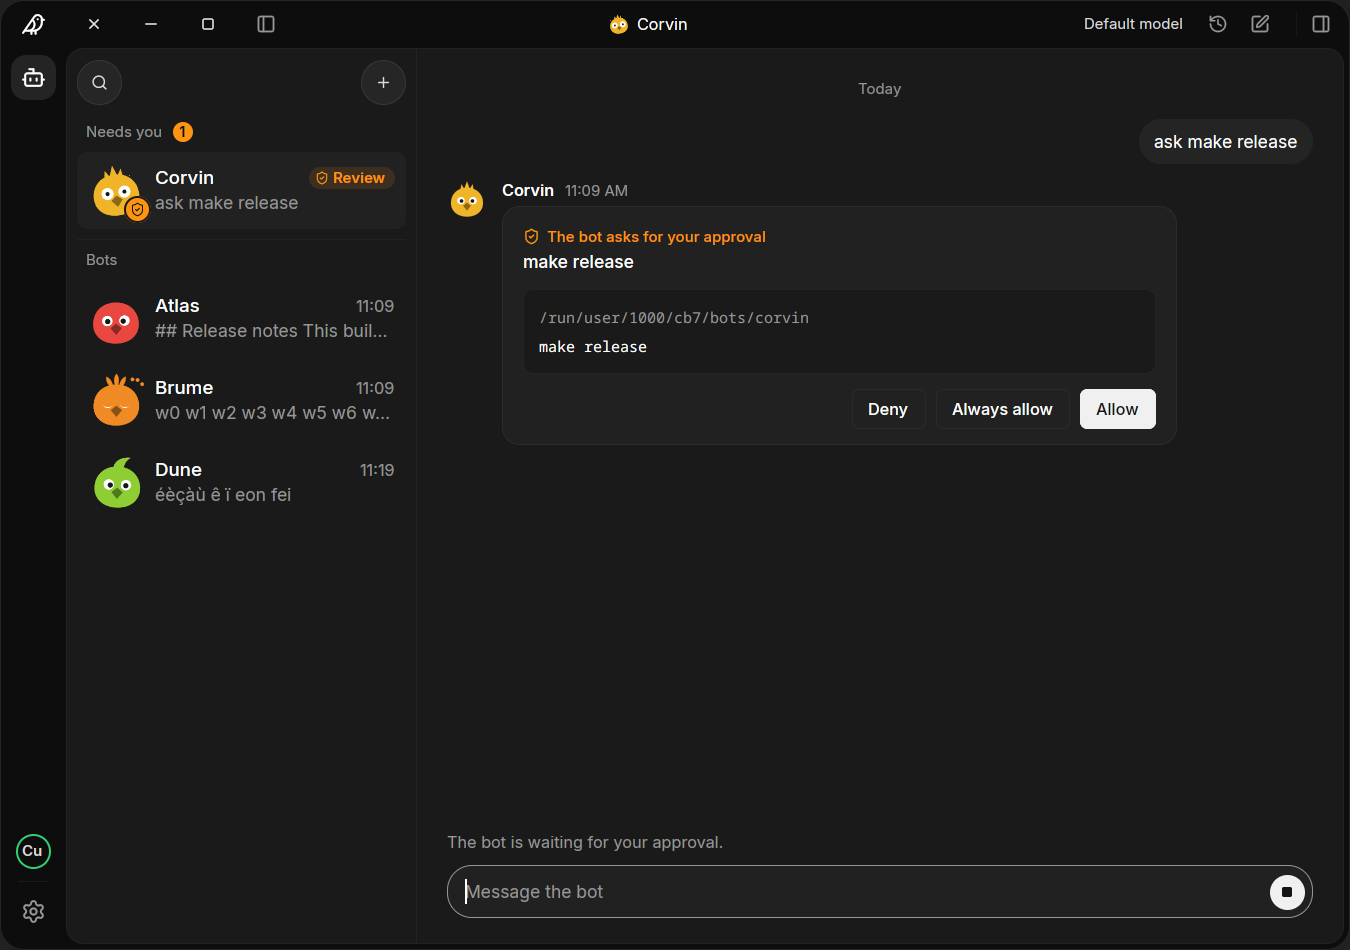 Corvin
Default model
Needs you 1
Corvin
Review
ask make release
Bots
Atlas
11:09
## Release notes This buil...
Brume
11:09
w0 w1 w2 w3 w4 w5 w6 w...
Dune
11:19
éèçàù ê ï eon fei
Cu
Today
ask make release
Corvin 11:09 AM
The bot asks for your approval
make release
/run/user/1000/cb7/bots/corvin
make release
Deny
Always allow
Allow
The bot is waiting for your approval.
Message the bot